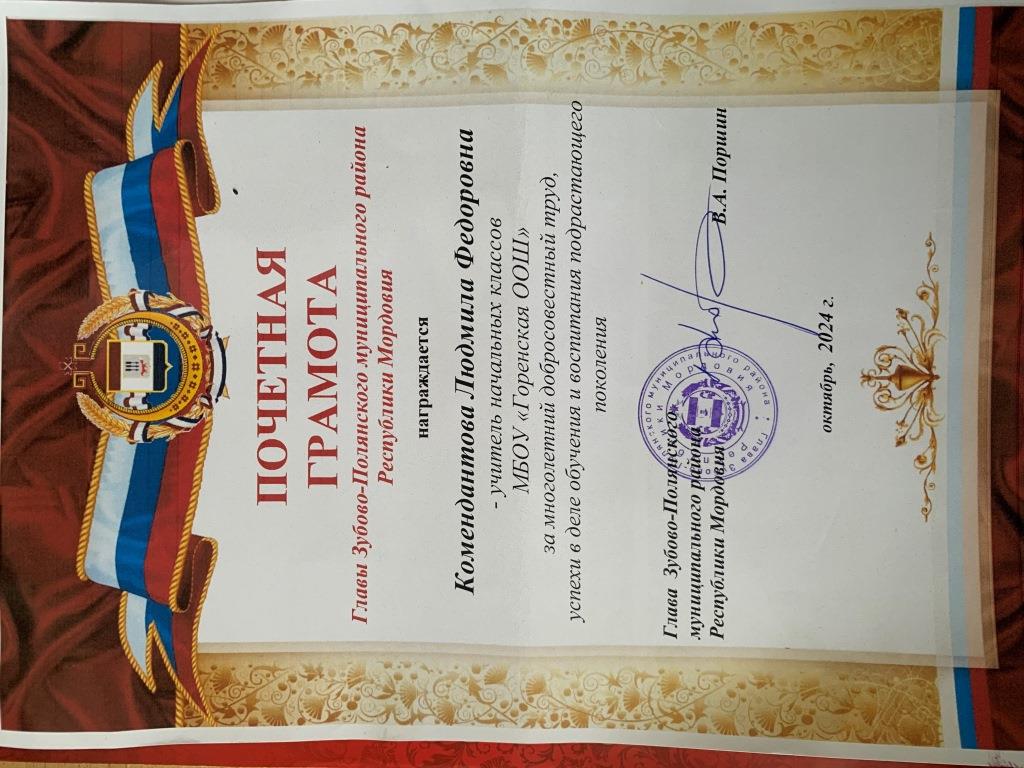 ПОЧЕТНАЯ
ГРАМОТА
Главы Зубово-Полянского муниципального района
Республики Мордовия
награждается
Комендантова Людмила Федоровна
- учитель начальных классов
МБОУ «Горенская ООШ»
за многолетний добросовестный труд,
успехи в деле обучения и воспитания подрастающего
поколения
Глава Зубово-Полянского
муниципального района
Республики Мордовия В.А. Поршин
октябрь, 2024 г.